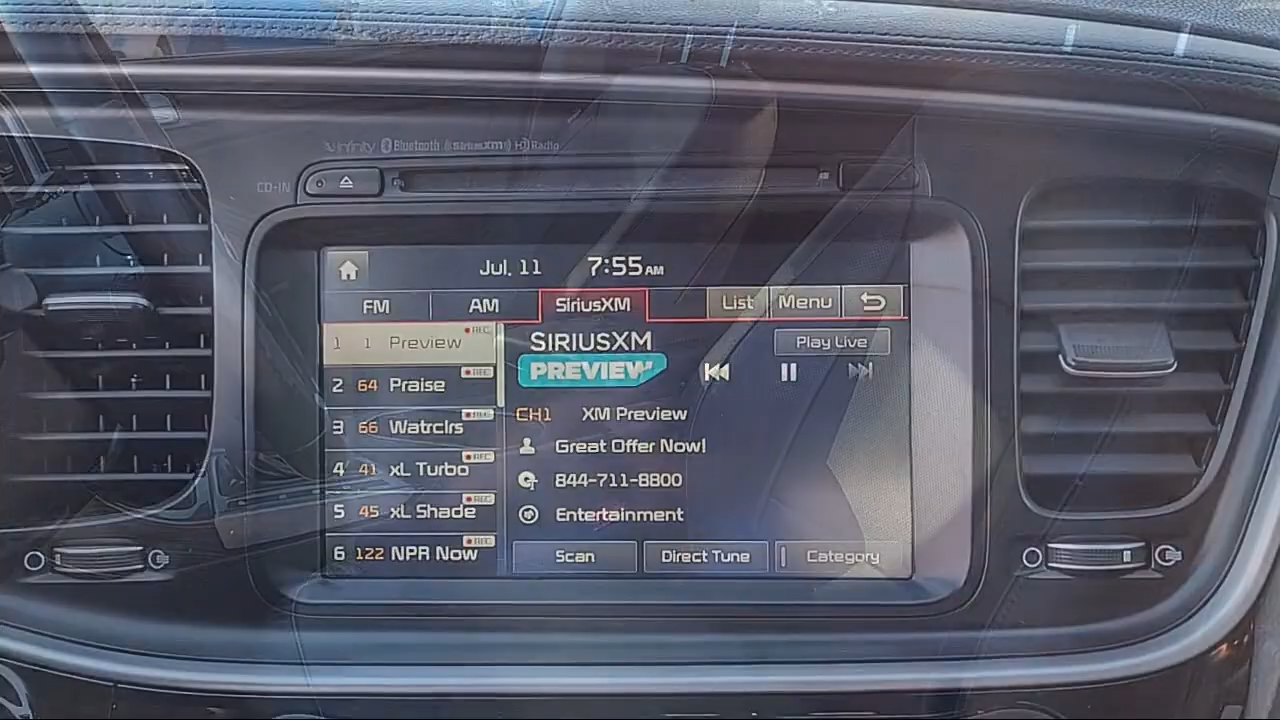 infinity Bluetooth ((siriusxm)) HD Radio
CD-IN
Jul. 11 7:55 AM
FM AM SiriusXM List Menu
1 1 Preview REC
2 64 Praise REC
3 66 Watrclrs REC
4 41 xL Turbo REC
5 45 xL Shade REC
6 122 NPR Now REC
SIRIUSXM Play Live
PREVIEW
CH1 XM Preview
Great Offer Now!
844-711-8800
Entertainment
Scan Direct Tune Category